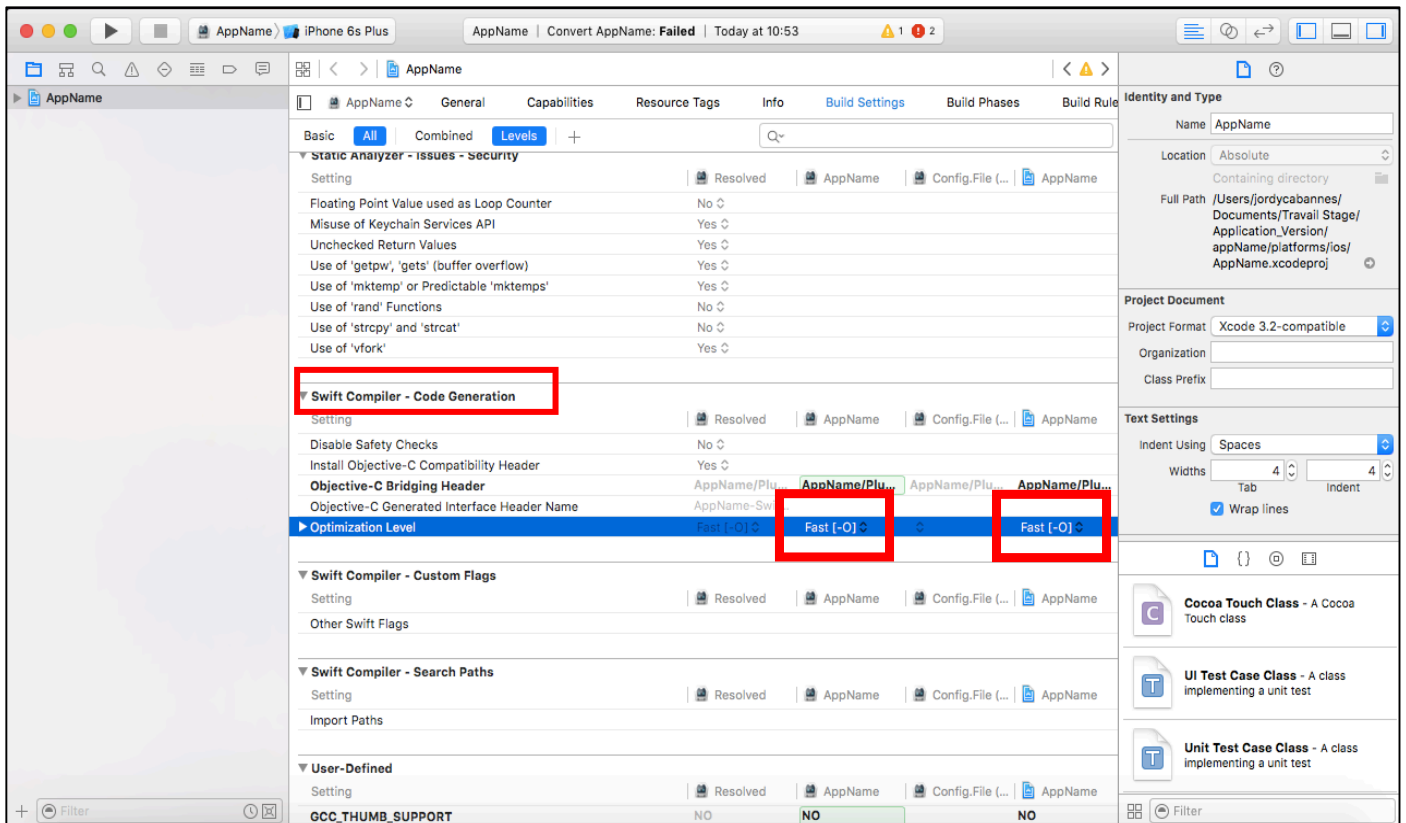 AppName iPhone 6s Plus AppName | Convert AppName: Failed | Today at 10:53 1 2
AppName
AppName
AppName General Capabilities Resource Tags Info Build Settings Build Phases Build Rule
Basic All Combined Levels
Static Analyzer - Issues - Security
Setting Resolved AppName Config.File (... AppName
Floating Point Value used as Loop Counter No
Misuse of Keychain Services API Yes
Unchecked Return Values Yes
Use of 'getpw', 'gets' (buffer overflow) Yes
Use of 'mktemp' or Predictable 'mktemps' Yes
Use of 'rand' Functions No
Use of 'strcpy' and 'strcat' No
Use of 'vfork' Yes
Swift Compiler - Code Generation
Setting Resolved AppName Config.File (... AppName
Disable Safety Checks No
Install Objective-C Compatibility Header Yes
Objective-C Bridging Header AppName/Plu... AppName/Plu... AppName/Plu... AppName/Plu...
Objective-C Generated Interface Header Name AppName-Swi...
Optimization Level Fast [-O] Fast [-O] Fast [-O]
Swift Compiler - Custom Flags
Setting Resolved AppName Config.File (... AppName
Other Swift Flags
Swift Compiler - Search Paths
Setting Resolved AppName Config.File (... AppName
Import Paths
User-Defined
Setting Resolved AppName Config.File (... AppName
GCC_THUMB_SUPPORT NO NO NO
Filter
Identity and Type
Name AppName
Location Absolute
Containing directory
Full Path /Users/jordycabannes/
Documents/Travail Stage/
Application_Version/
appName/platforms/ios/
AppName.xcodeproj
Project Document
Project Format Xcode 3.2-compatible
Organization
Class Prefix
Text Settings
Indent Using Spaces
Widths 4 4
Tab Indent
Wrap lines
C Cocoa Touch Class - A Cocoa
Touch class
T UI Test Case Class - A class
implementing a unit test
T Unit Test Case Class - A class
implementing a unit test
Filter